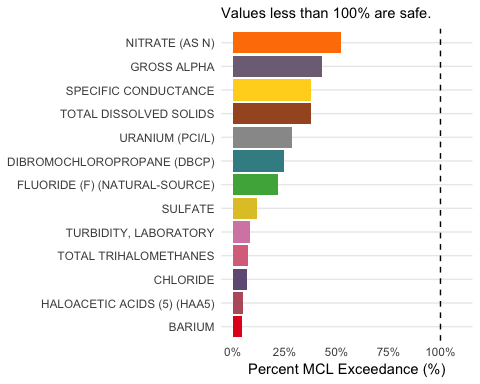 Values less than 100% are safe.
NITRATE (AS N)
GROSS ALPHA
SPECIFIC CONDUCTANCE
TOTAL DISSOLVED SOLIDS
URANIUM (PCI/L)
DIBROMOCHLOROPROPANE (DBCP)
FLUORIDE (F) (NATURAL-SOURCE)
SULFATE
TURBIDITY, LABORATORY
TOTAL TRIHALOMETHANES
CHLORIDE
HALOACETIC ACIDS (5) (HAA5)
BARIUM
0% 25% 50% 75% 100%
Percent MCL Exceedance (%)